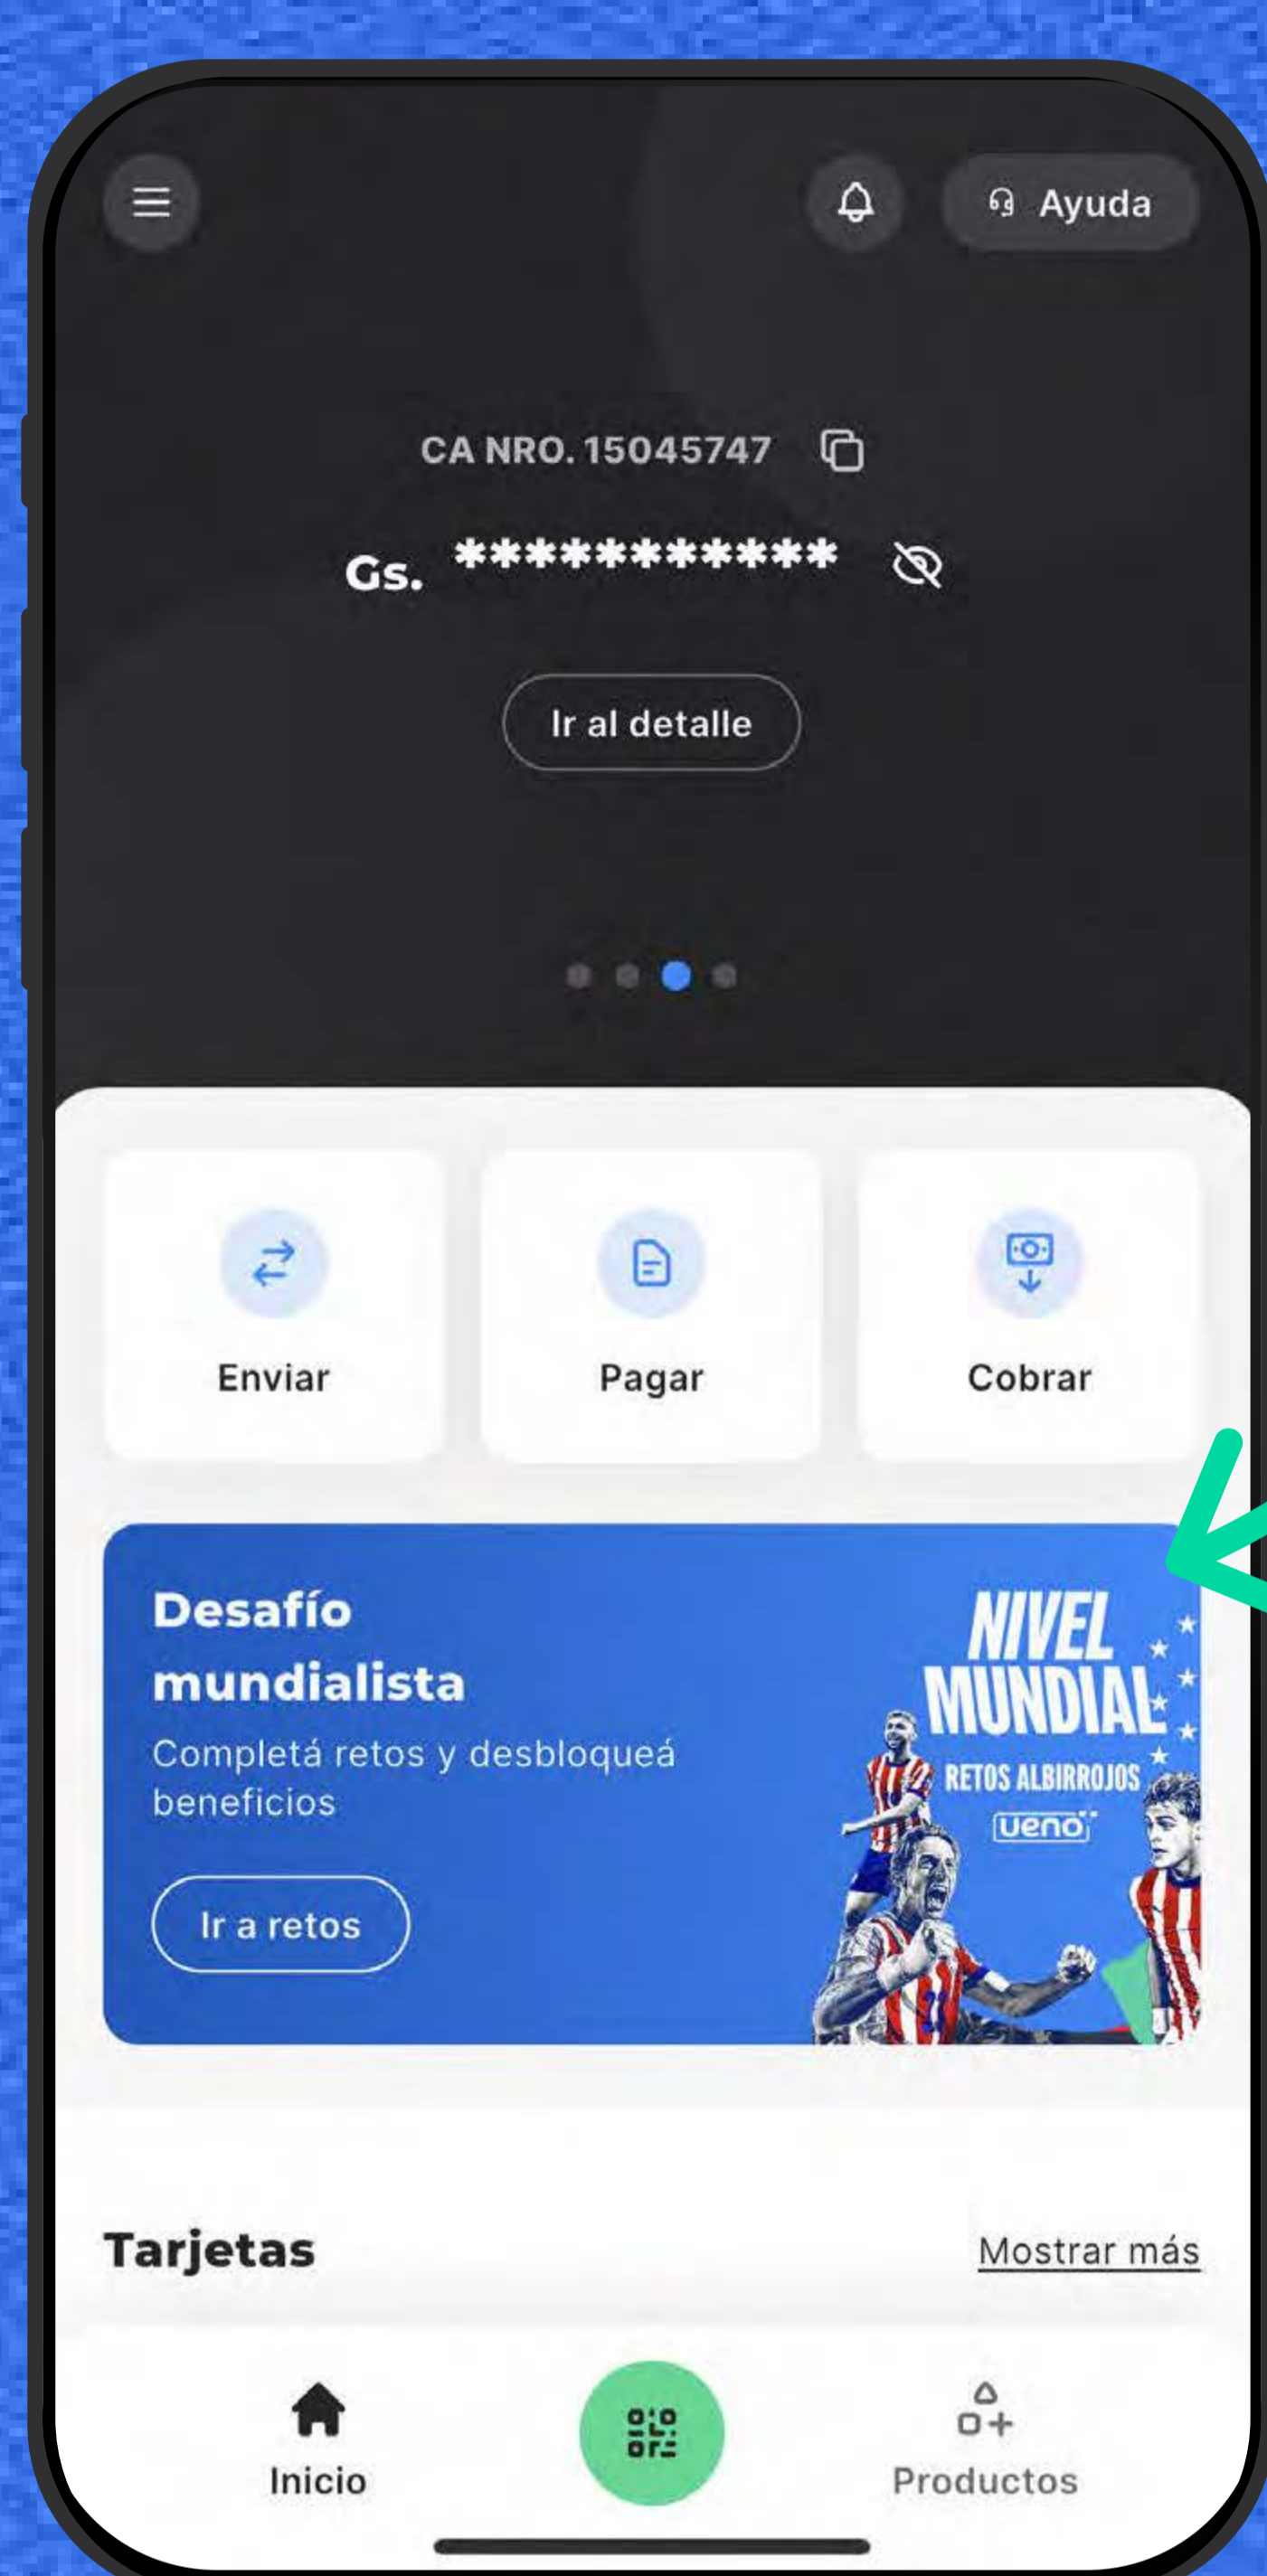 Ayuda
CA NRO. 15045747
Gs. ***********
Ir al detalle
Enviar
Pagar
Cobrar
Desafío
mundialista
Completá retos y desbloqueá
beneficios
Ir a retos
NIVEL
MUNDIAL
RETOS ALBIRROJOS
ueno
Tarjetas
Mostrar más
Inicio
Productos